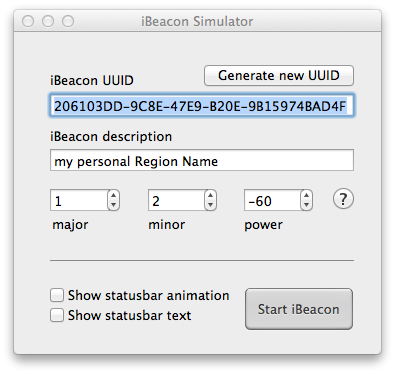 iBeacon Simulator
iBeacon UUID
Generate new UUID
206103DD-9C8E-47E9-B20E-9B15974BAD4F
iBeacon description
my personal Region Name
1 2 -60 ?
major minor power
Show statusbar animation
Show statusbar text
Start iBeacon